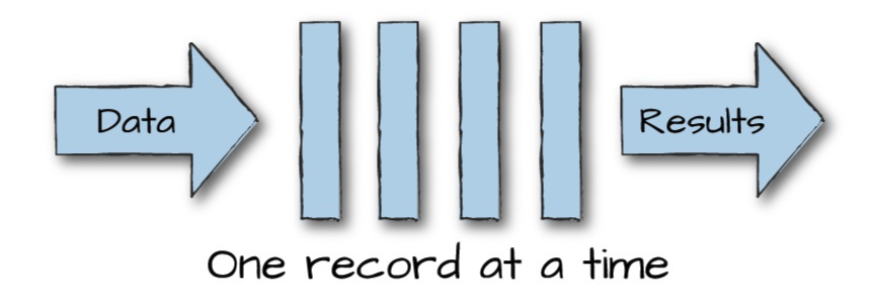 Data
Results
One record at a time